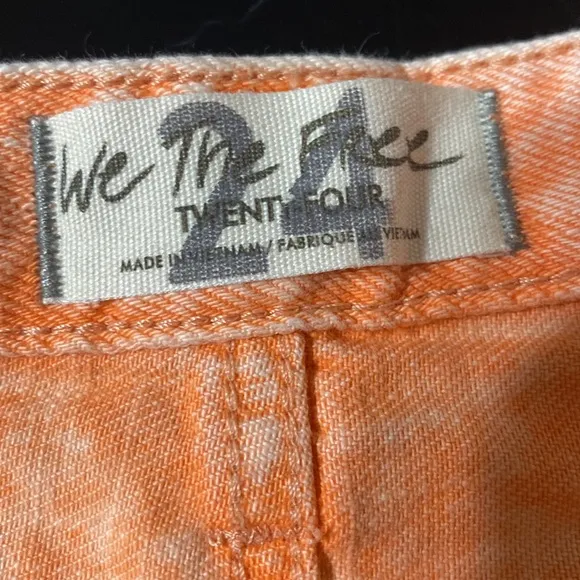 We The Free
24
TWENTY-FOUR
MADE IN VIETNAM / FABRIQUE AU VIETNAM